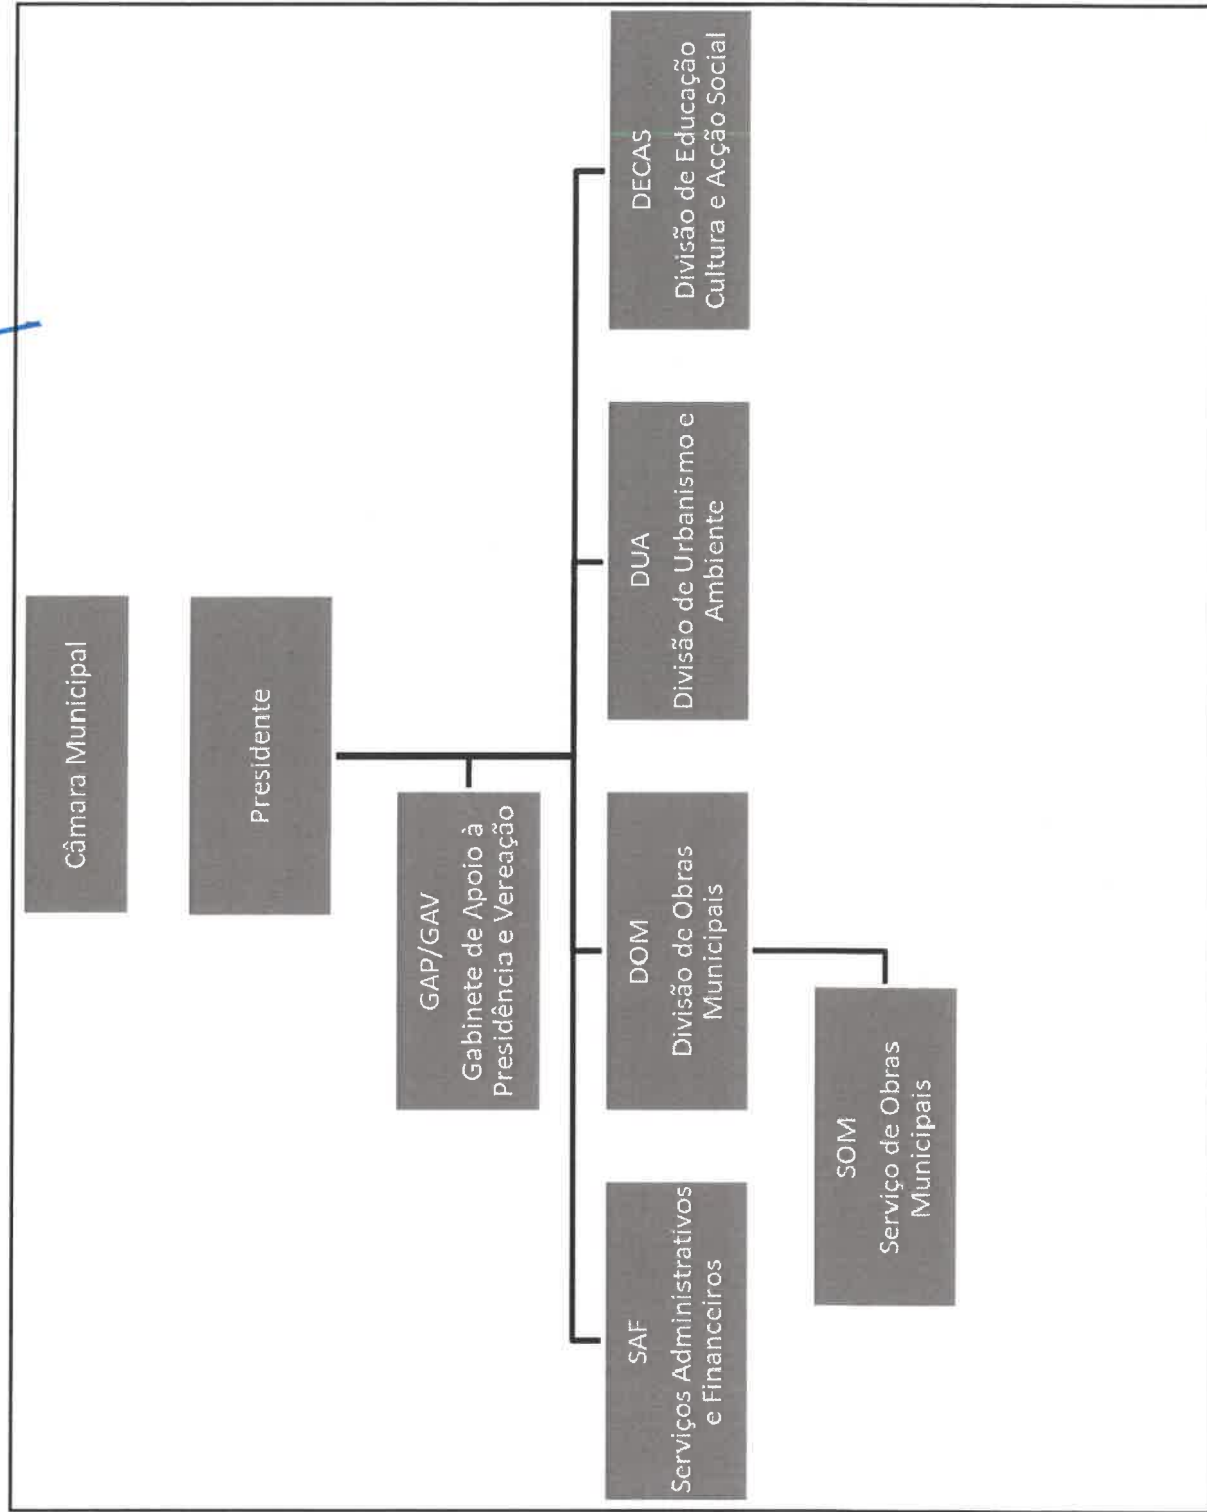 Câmara Municipal
Presidente
GAP/GAV
Gabinete de Apoio à
Presidência e Vereação
SAF
Serviços Administrativos
e Financeiros
DOM
Divisão de Obras
Municipais
DUA
Divisão de Urbanismo e
Ambiente
DECAS
Divisão de Educação
Cultura e Acção Social
SOM
Serviço de Obras
Municipais